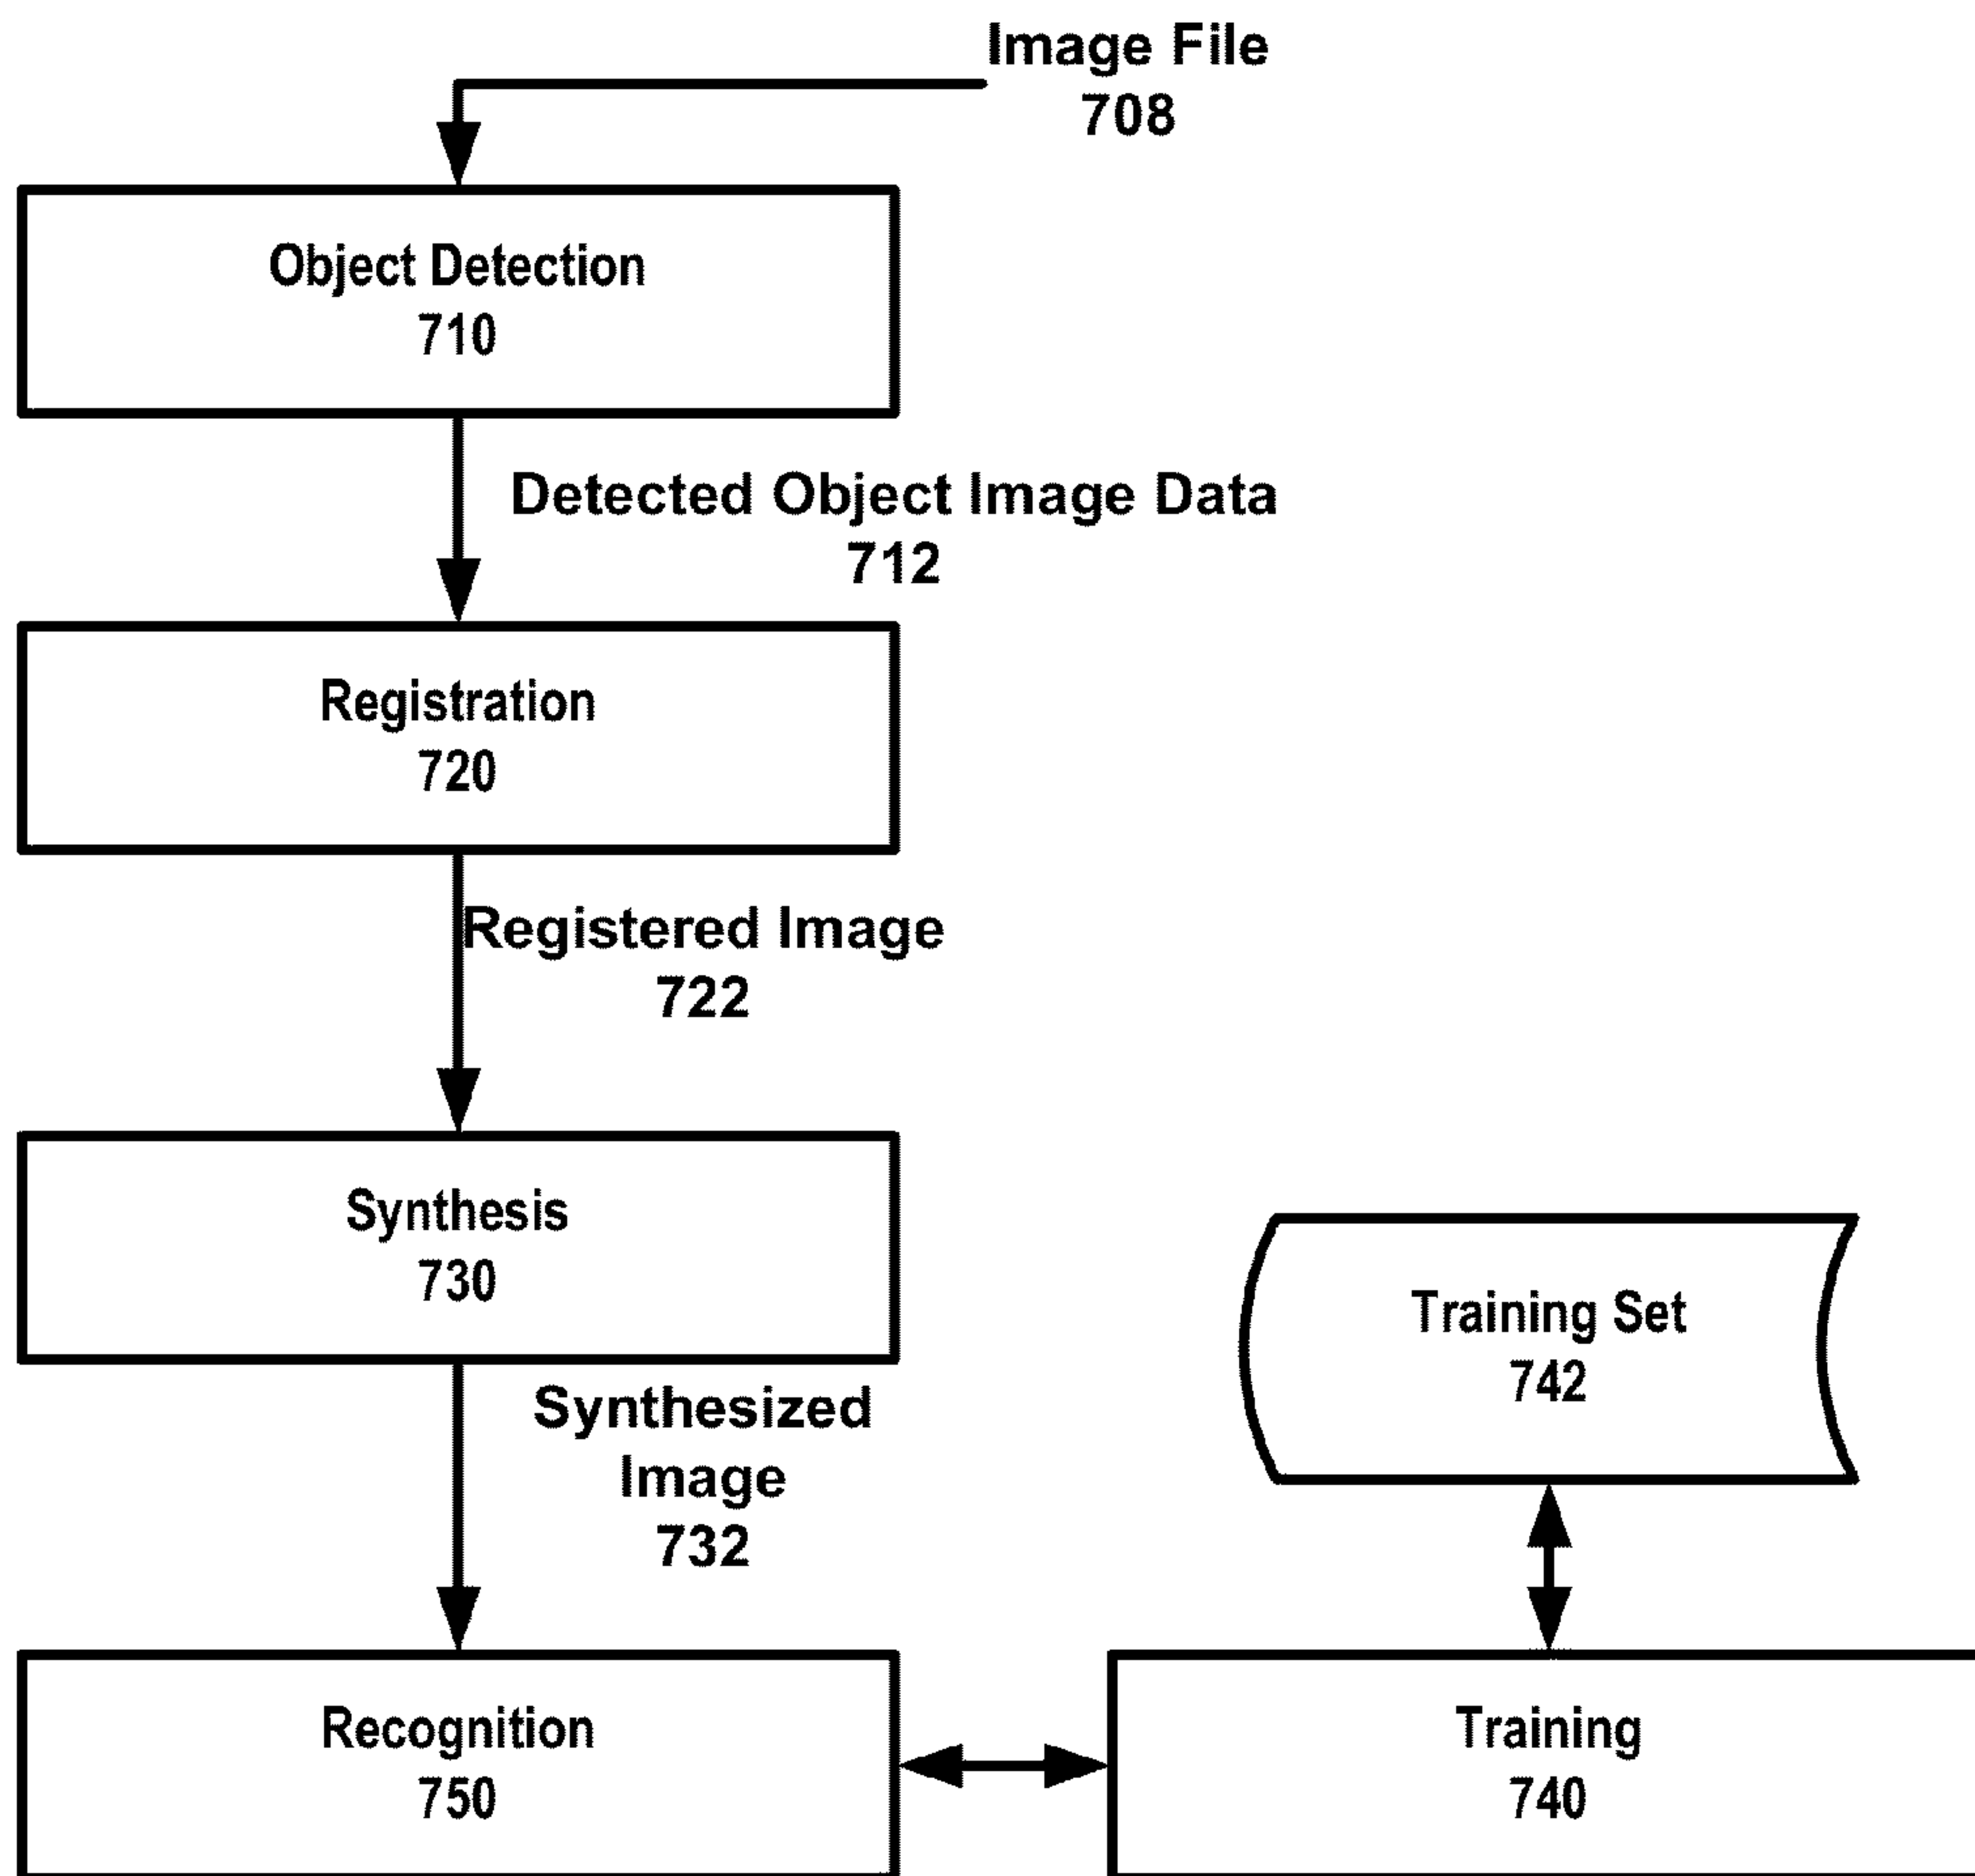 Image File
708
Object Detection
710
Detected Object Image Data
712
Registration
720
Registered Image
722
Synthesis
730
Synthesized
Image
732
Training Set
742
Recognition
750
Training
740